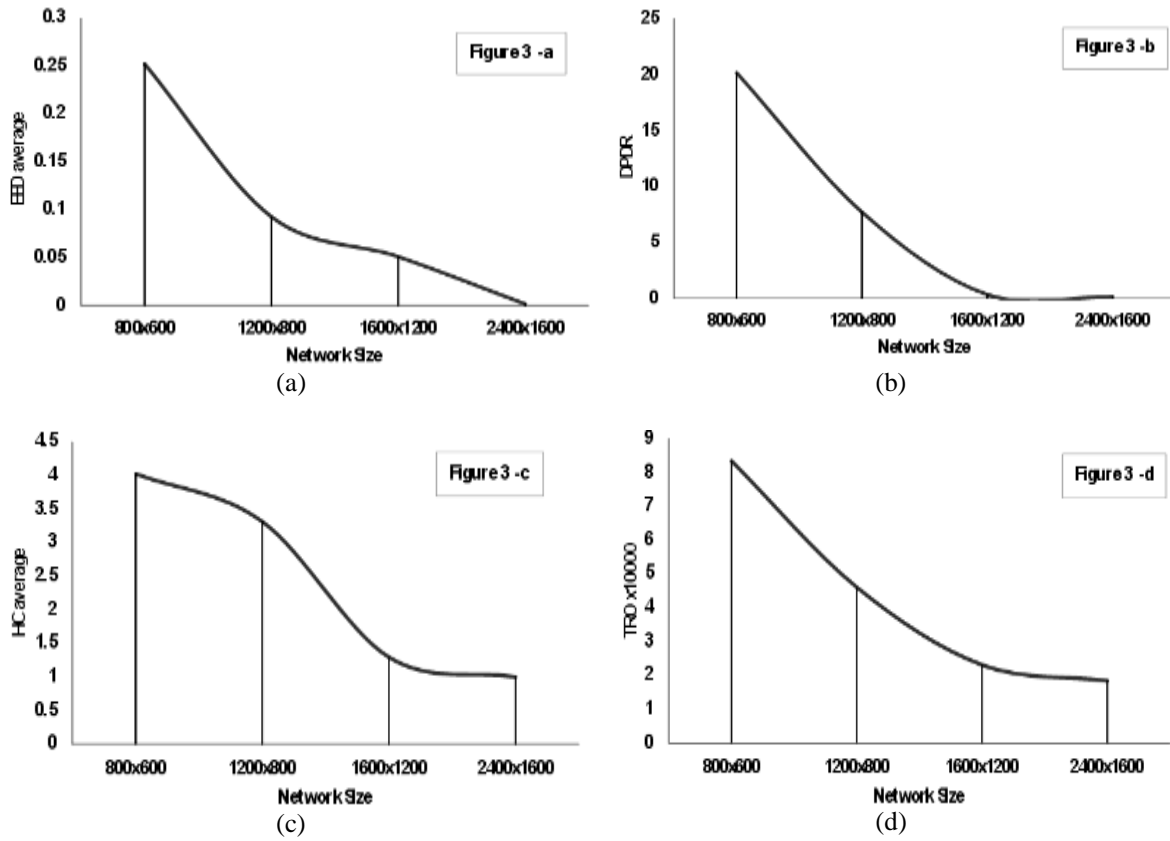 0.3
0.25
0.2
0.15
0.1
0.05
0
EED average
Figure 3 -a
800x600 1200x800 1600x1200 2400x1600
Network Size
(a)
25
20
15
10
5
0
DPDR
Figure 3 -b
800x600 1200x800 1600x1200 2400x1600
Network Size
(b)
4.5
4
3.5
3
2.5
2
1.5
1
0.5
0
HC average
Figure 3 -c
800x600 1200x800 1600x1200 2400x1600
Network Size
(c)
9
8
7
6
5
4
3
2
1
0
TRO x10000
Figure 3 -d
800x600 1200x800 1600x1200 2400x1600
Network Size
(d)